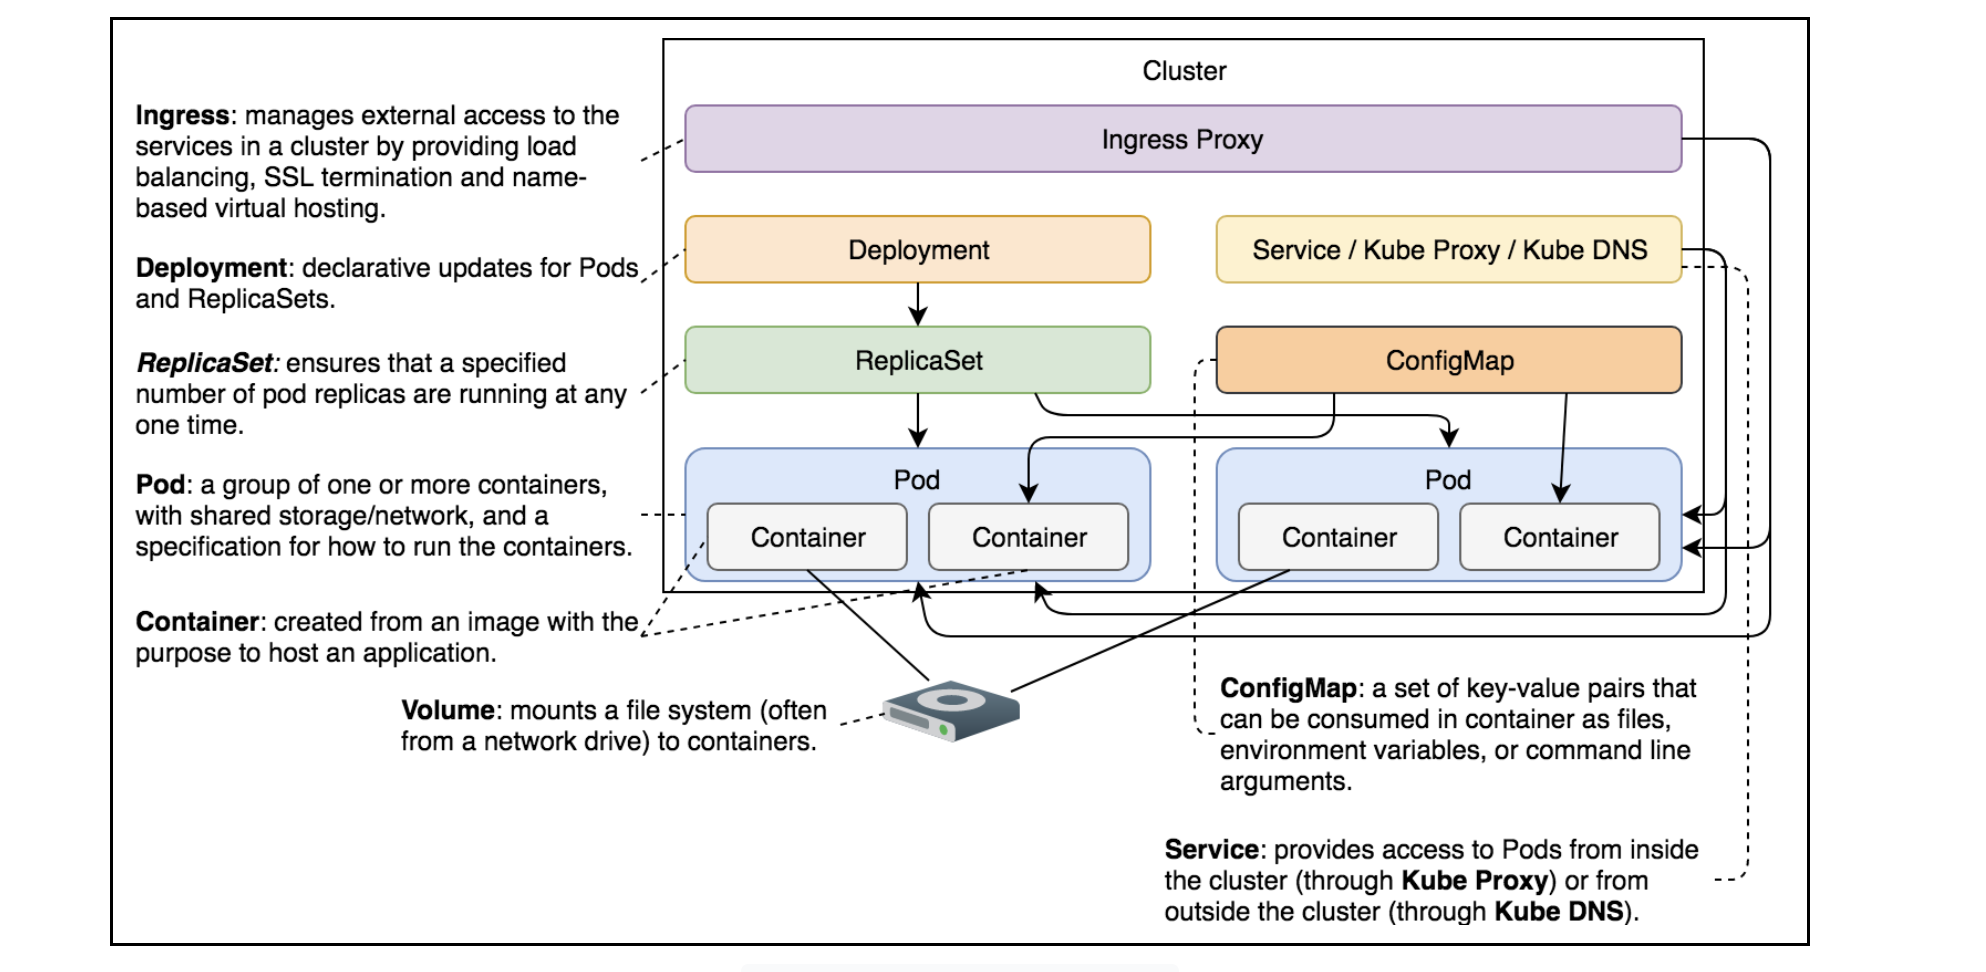 Cluster
Ingress Proxy
Ingress: manages external access to the
services in a cluster by providing load
balancing, SSL termination and name-
based virtual hosting.
Deployment
Service / Kube Proxy / Kube DNS
Deployment: declarative updates for Pods
and ReplicaSets.
ReplicaSet
ConfigMap
ReplicaSet: ensures that a specified
number of pod replicas are running at any
one time.
Pod
Pod
Pod: a group of one or more containers,
with shared storage/network, and a
specification for how to run the containers.
Container
Container
Container
Container
Container: created from an image with the
purpose to host an application.
Volume: mounts a file system (often
from a network drive) to containers.
ConfigMap: a set of key-value pairs that
can be consumed in container as files,
environment variables, or command line
arguments.
Service: provides access to Pods from inside
the cluster (through Kube Proxy) or from
outside the cluster (through Kube DNS).